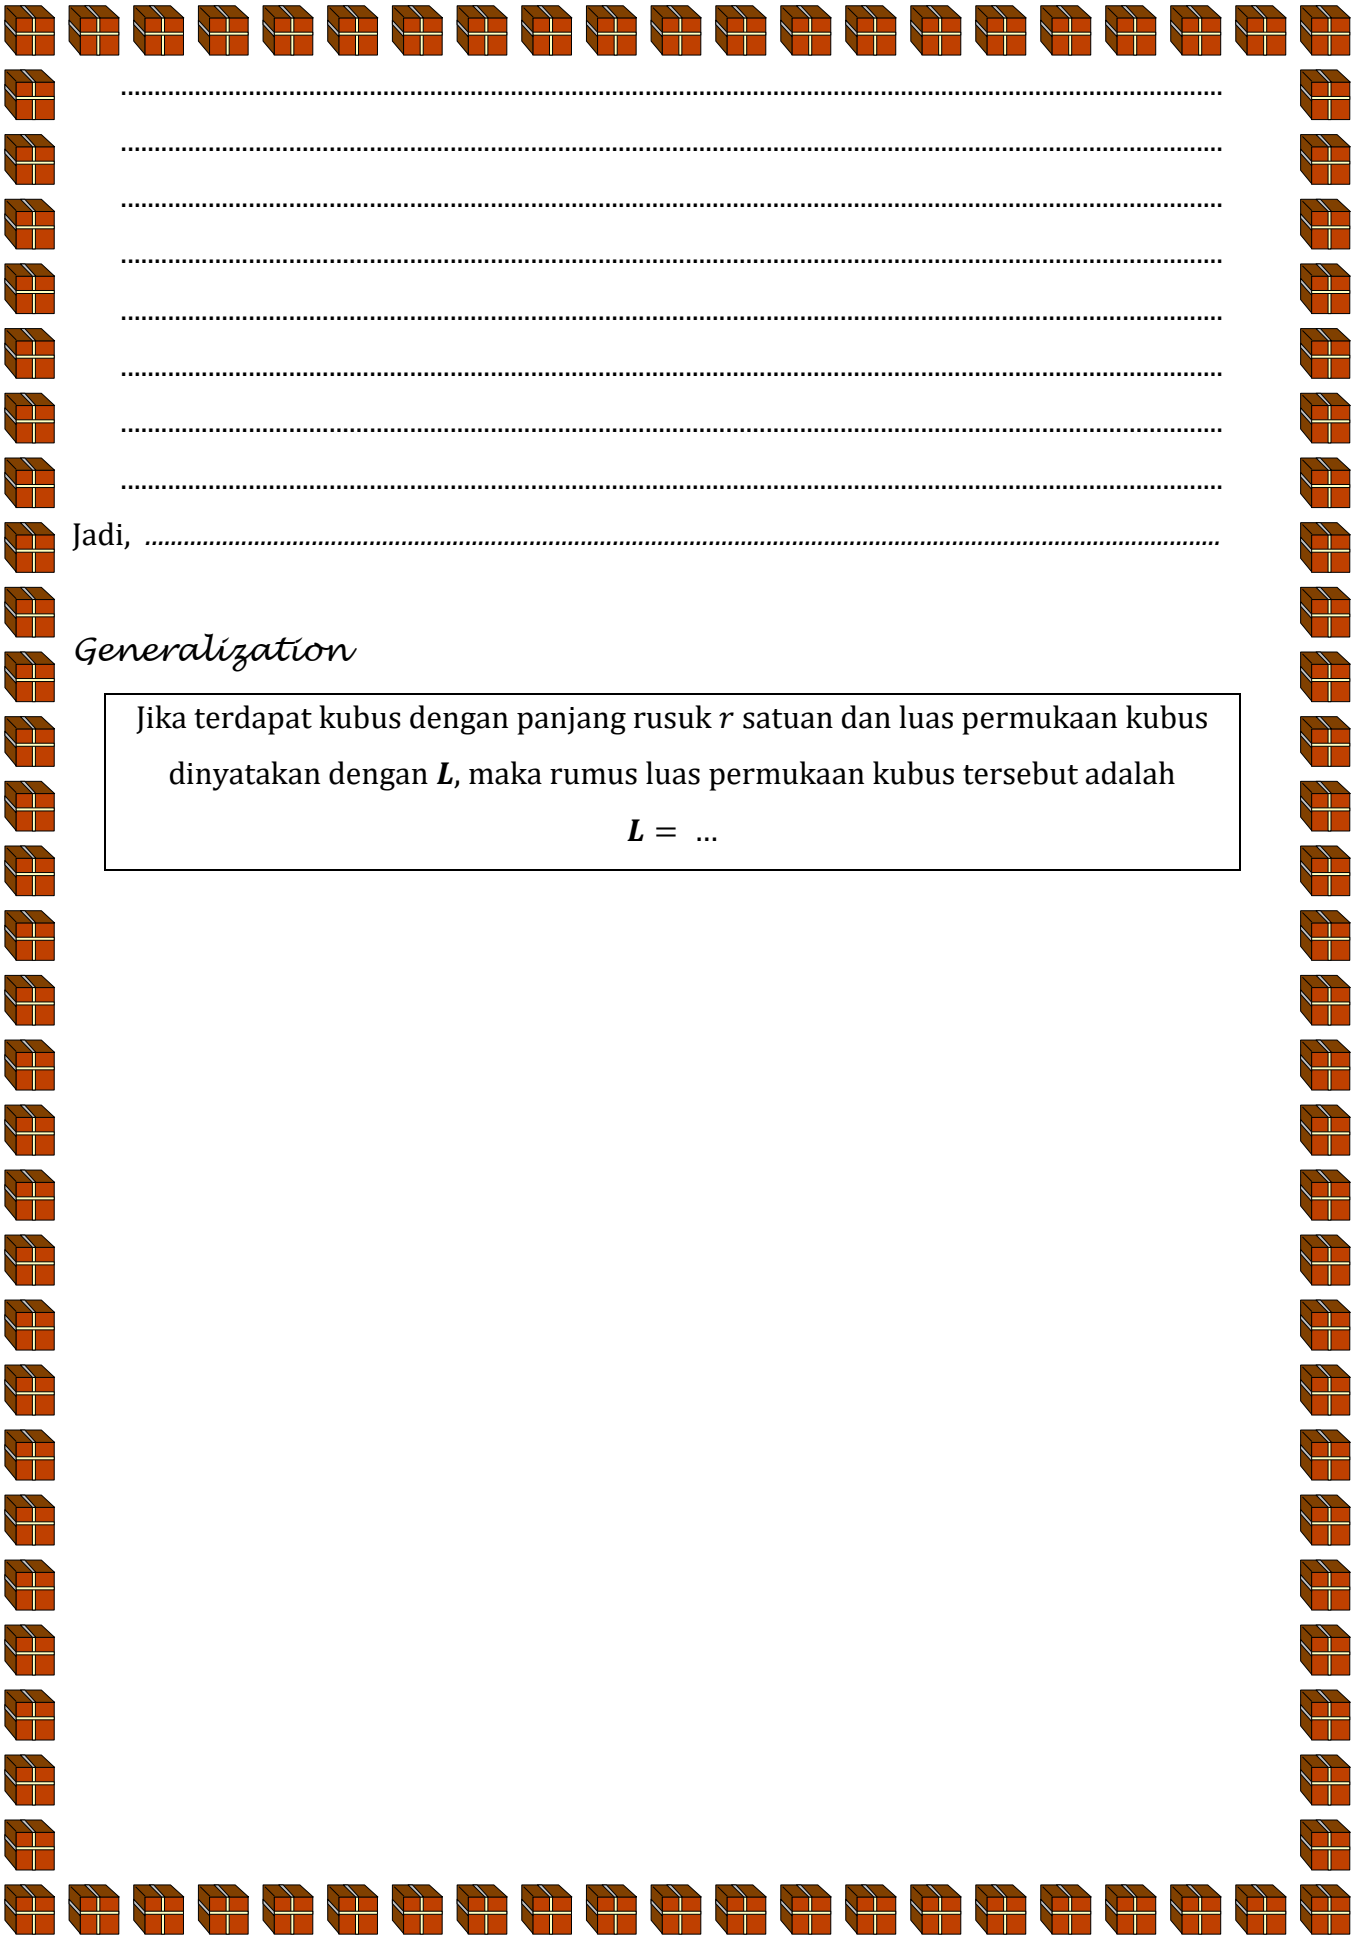 ........................................................................................................................................................
........................................................................................................................................................
........................................................................................................................................................
........................................................................................................................................................
........................................................................................................................................................
........................................................................................................................................................
........................................................................................................................................................
........................................................................................................................................................
Jadi, ....................................................................................................................................................
Generalization
Jika terdapat kubus dengan panjang rusuk r satuan dan luas permukaan kubus
dinyatakan dengan L, maka rumus luas permukaan kubus tersebut adalah
L = ...